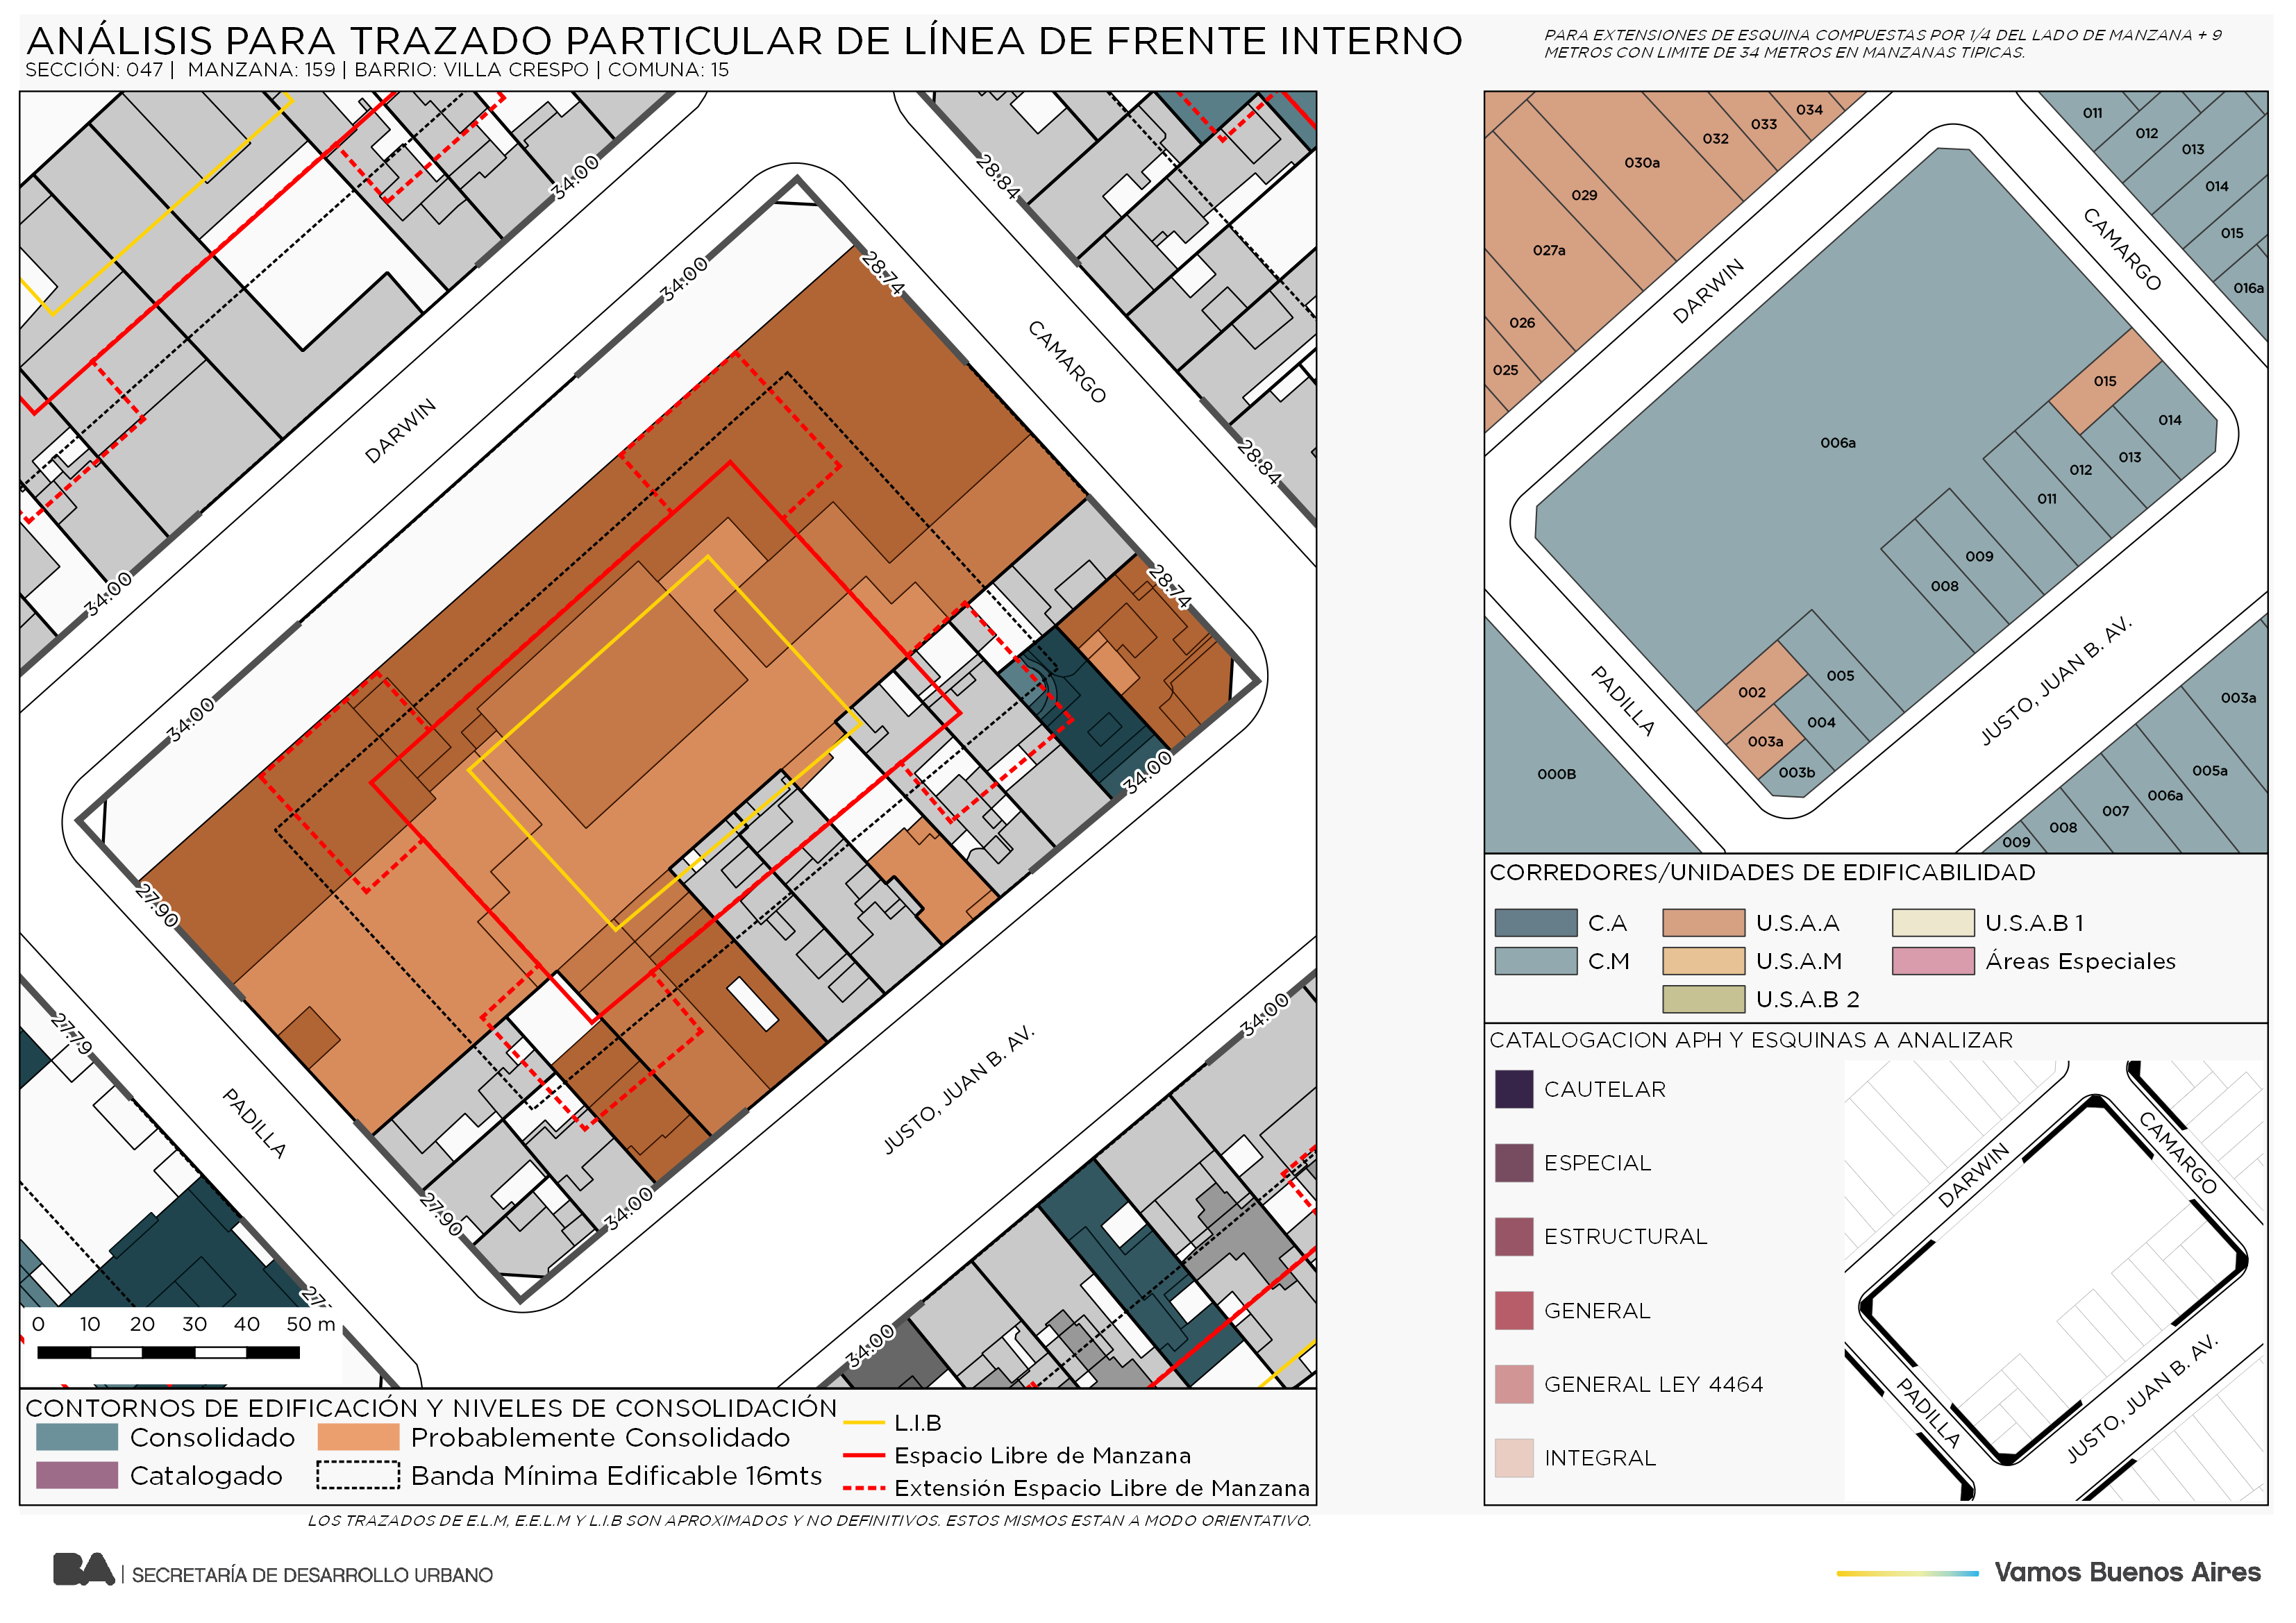 ANÁLISIS PARA TRAZADO PARTICULAR DE LÍNEA DE FRENTE INTERNO
SECCIÓN: 047 | MANZANA: 159 | BARRIO: VILLA CRESPO | COMUNA: 15
PARA EXTENSIONES DE ESQUINA COMPUESTAS POR 1/4 DEL LADO DE MANZANA + 9
METROS CON LIMITE DE 34 METROS EN MANZANAS TIPICAS.
34.00
28.84
34.00
28.74
CAMARGO
DARWIN
28.84
34.00
28.74
34.00
34.00
27.90
27.79
PADILLA
27.90
34.00
JUSTO, JUAN B. AV.
34.00
34.00
0 10 20 30 40 50 m
CONTORNOS DE EDIFICACIÓN Y NIVELES DE CONSOLIDACIÓN
Consolidado
Probablemente Consolidado
Catalogado
Banda Mínima Edificable 16mts
L.I.B
Espacio Libre de Manzana
Extensión Espacio Libre de Manzana
LOS TRAZADOS DE E.L.M, E.E.L.M Y L.I.B SON APROXIMADOS Y NO DEFINITIVOS. ESTOS MISMOS ESTAN A MODO ORIENTATIVO.
034
033
032
030a
029
027a
026
025
011
012
013
014
015
016a
DARWIN
CAMARGO
006a
015
014
013
012
011
009
008
005
002
004
003a
003b
PADILLA
JUSTO, JUAN B. AV.
000B
003a
005a
006a
007
008
009
CORREDORES/UNIDADES DE EDIFICABILIDAD
C.A
U.S.A.A
U.S.A.B 1
C.M
U.S.A.M
Áreas Especiales
U.S.A.B 2
CATALOGACION APH Y ESQUINAS A ANALIZAR
CAUTELAR
ESPECIAL
ESTRUCTURAL
GENERAL
GENERAL LEY 4464
INTEGRAL
DARWIN
CAMARGO
PADILLA
JUSTO, JUAN B. AV.
BA | SECRETARÍA DE DESARROLLO URBANO
Vamos Buenos Aires